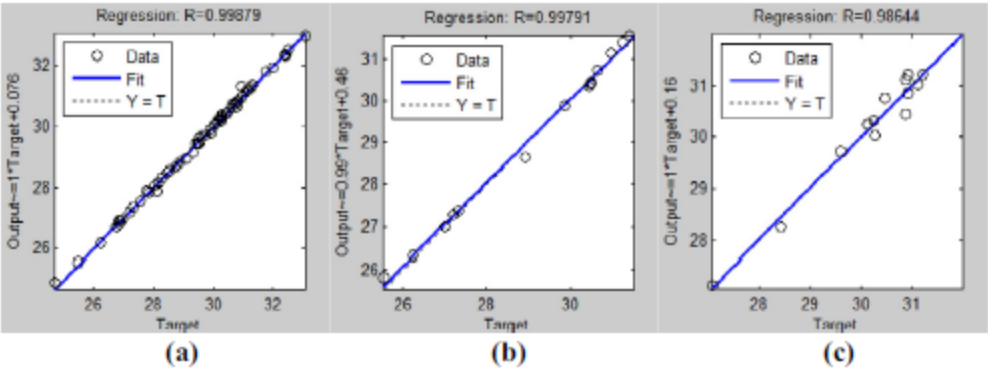 Regression: R=0.99879
Output~=1*Target+0.076
32
30
28
26
Data
Fit
Y = T
26 28 30 32
Target
(a)
Regression: R=0.99791
Output~=0.99*Target+0.46
31
30
29
28
27
26
Data
Fit
Y = T
26 28 30
Target
(b)
Regression: R=0.98644
Output~=1*Target+0.16
31
30
29
28
Data
Fit
Y = T
28 29 30 31
Target
(c)